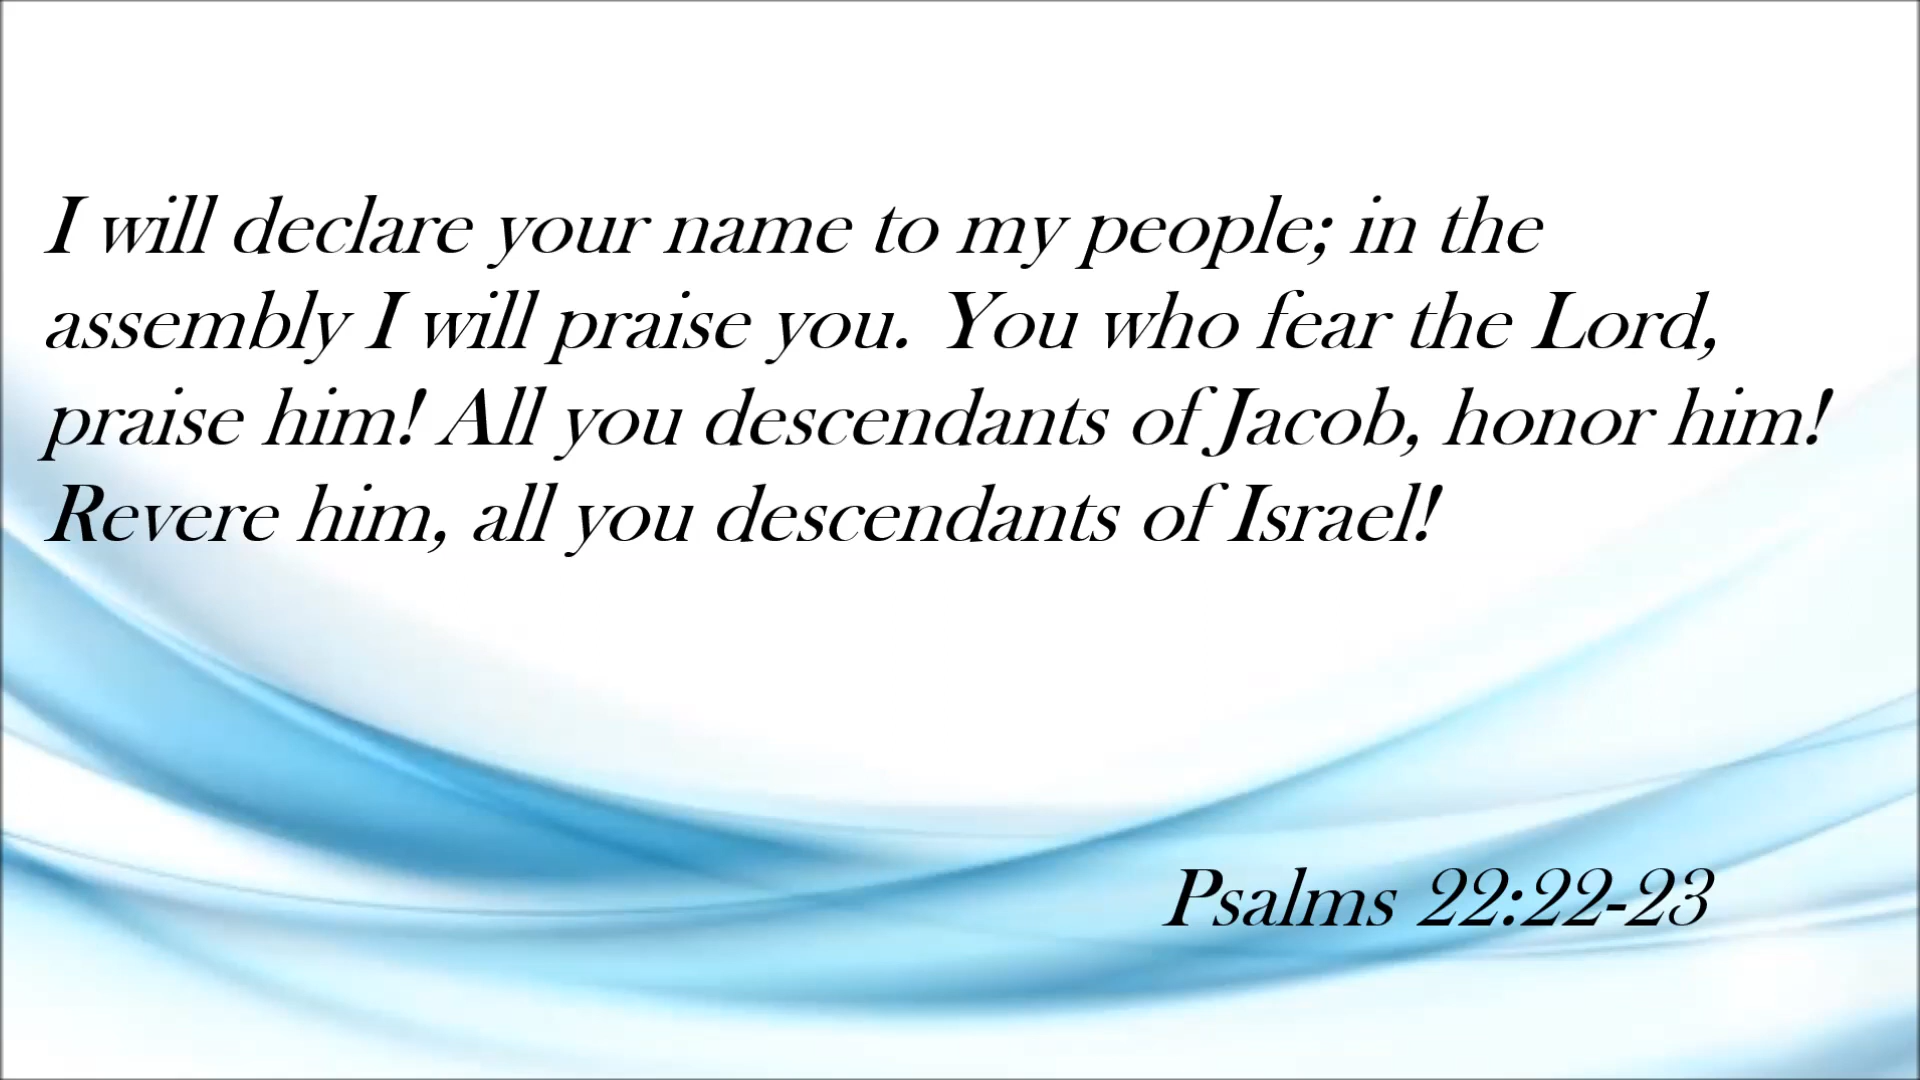 I will declare your name to my people; in the
assembly I will praise you. You who fear the Lord,
praise him! All you descendants of Jacob, honor him!
Revere him, all you descendants of Israel!
Psalms 22:22-23